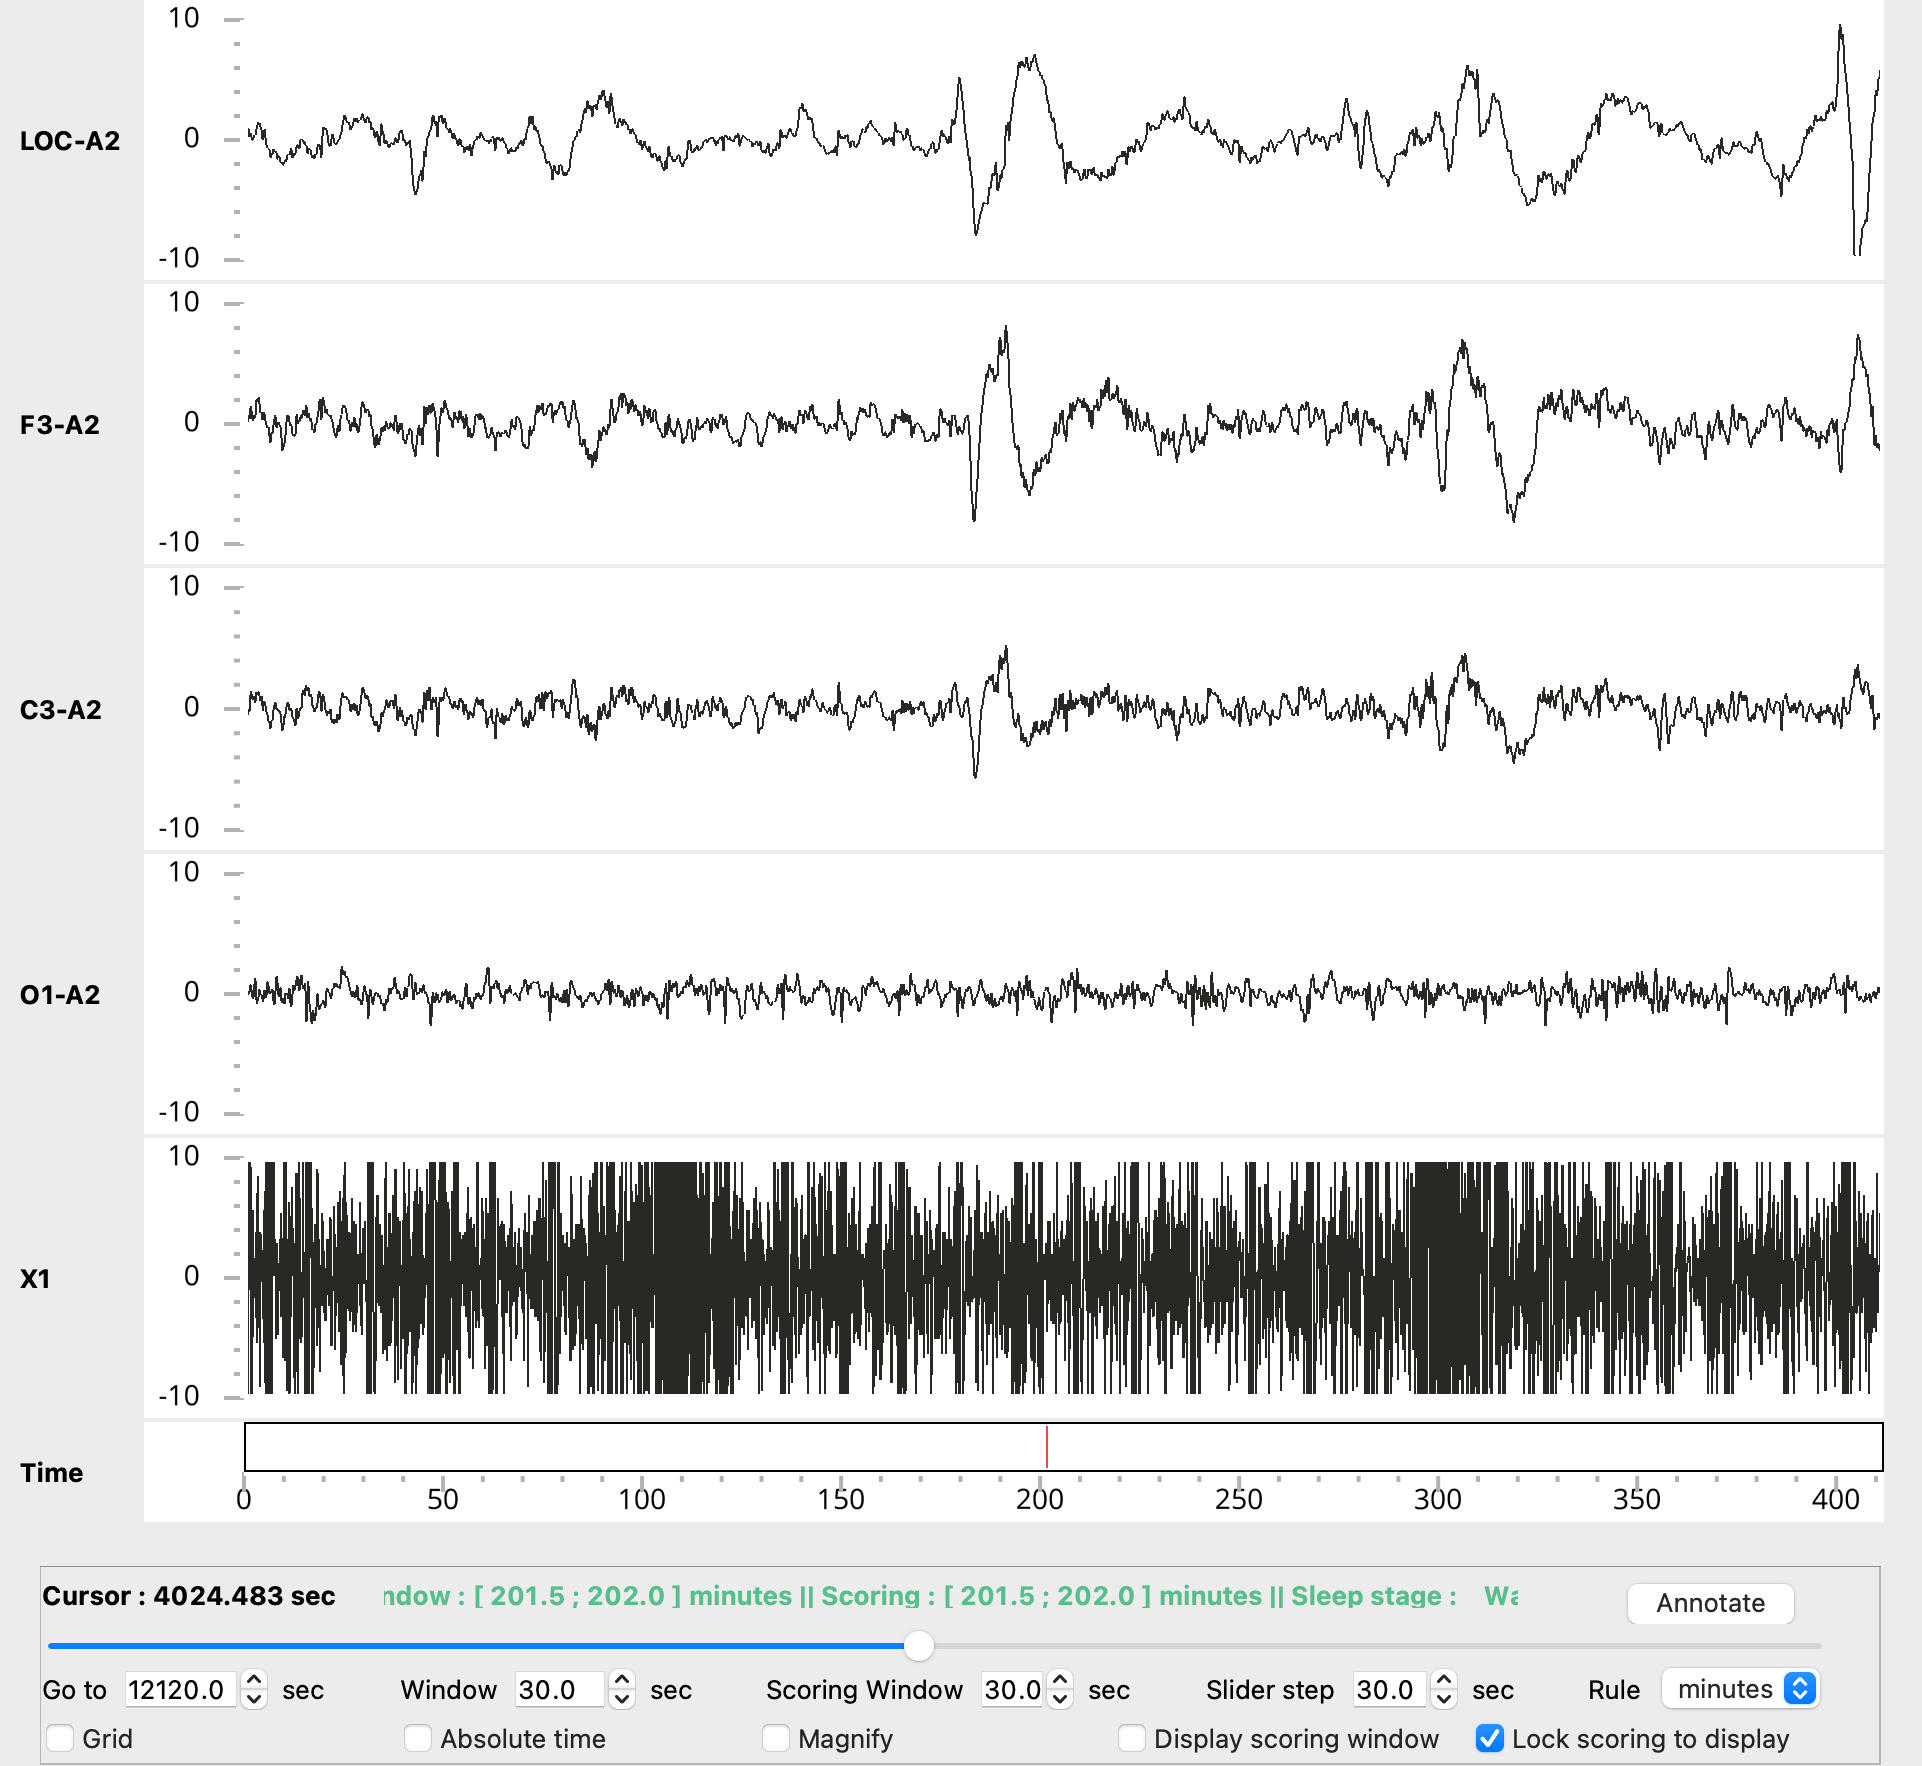 10
LOC-A2 0
-10
10
F3-A2 0
-10
10
C3-A2 0
-10
10
O1-A2 0
-10
10
X1 0
-10
Time
0 50 100 150 200 250 300 350 400
Cursor : 4024.483 sec ndow : [ 201.5 ; 202.0 ] minutes || Scoring : [ 201.5 ; 202.0 ] minutes || Sleep stage : Wa Annotate
Go to 12120.0 sec Window 30.0 sec Scoring Window 30.0 sec Slider step 30.0 sec Rule minutes
Grid Absolute time Magnify Display scoring window Lock scoring to display